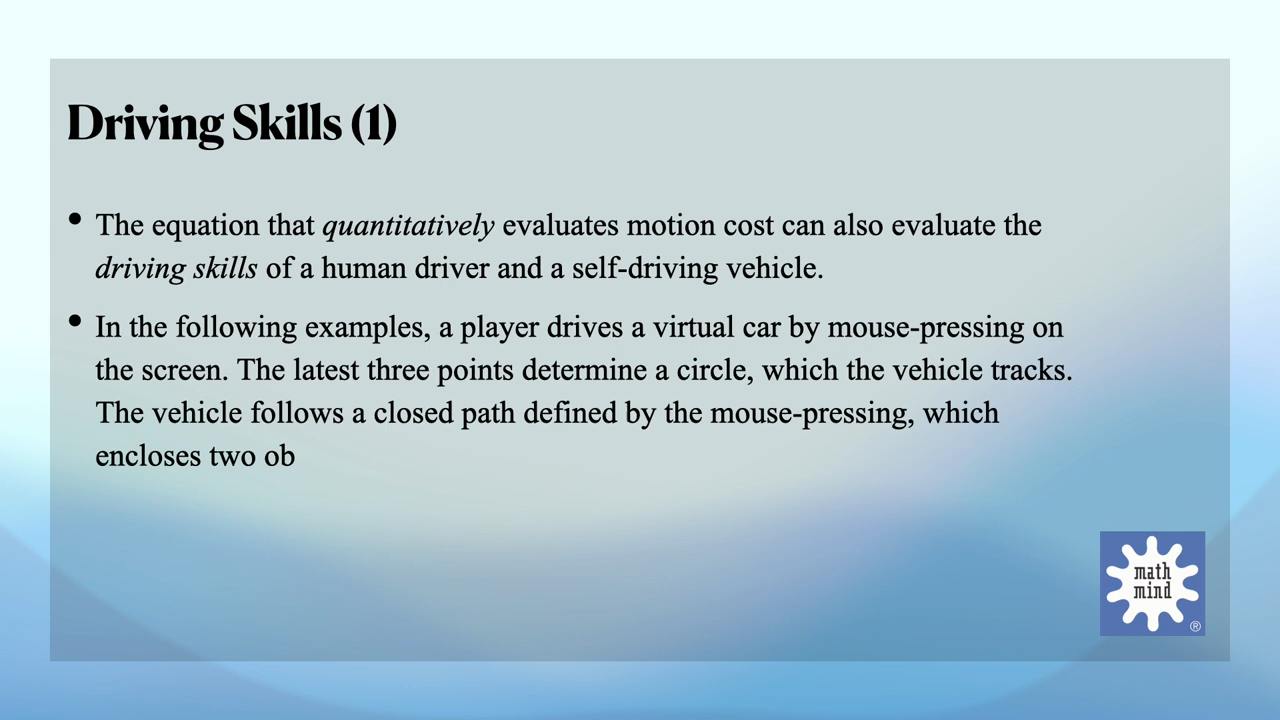 Driving Skills (1)
• The equation that quantitatively evaluates motion cost can also evaluate the
driving skills of a human driver and a self-driving vehicle.
• In the following examples, a player drives a virtual car by mouse-pressing on
the screen. The latest three points determine a circle, which the vehicle tracks.
The vehicle follows a closed path defined by the mouse-pressing, which
encloses two ob
math
mind
®